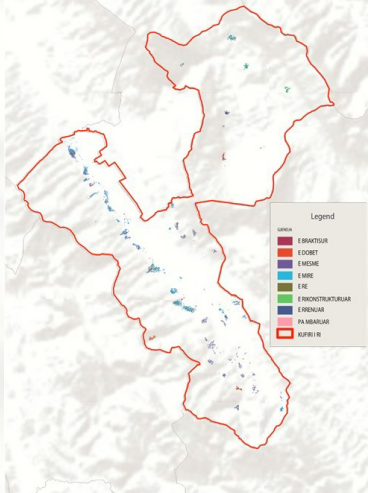 Legend
GJENDJA
E BRAKTISUR
E DOBET
E MESME
E MIRE
E RE
E RIKONSTRUKTURUAR
E RRENUAR
PA MBARUAR
KUFIRI I RI